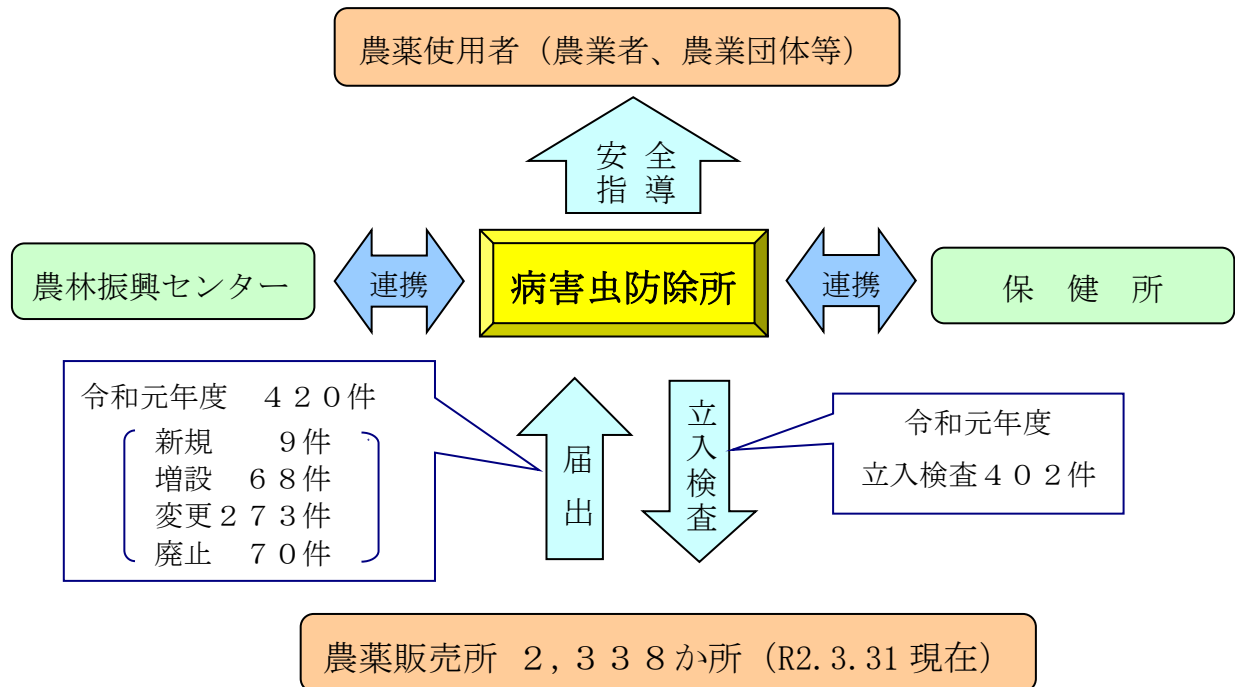 農薬使用者（農業者、農業団体等）
安 全
指 導
農林振興センター
連携
病害虫防除所
連携
保 健 所
令和元年度　４２０件
新規　　　９件
増設　６８件
変更２７３件
廃止　７０件
届出
立入検査
令和元年度
立入検査４０２件
農薬販売所 ２,３３８か所（R2.3.31 現在）